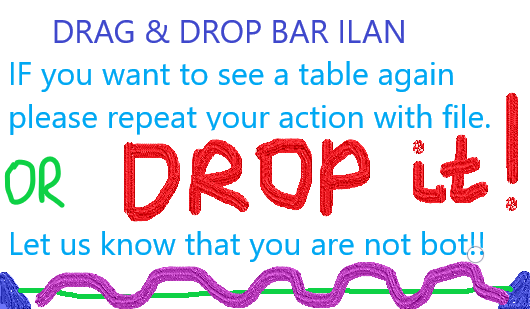 DRAG & DROP BAR ILAN
IF you want to see a table again
please repeat your action with file.
OR DROP it!
Let us know that you are not bot!!